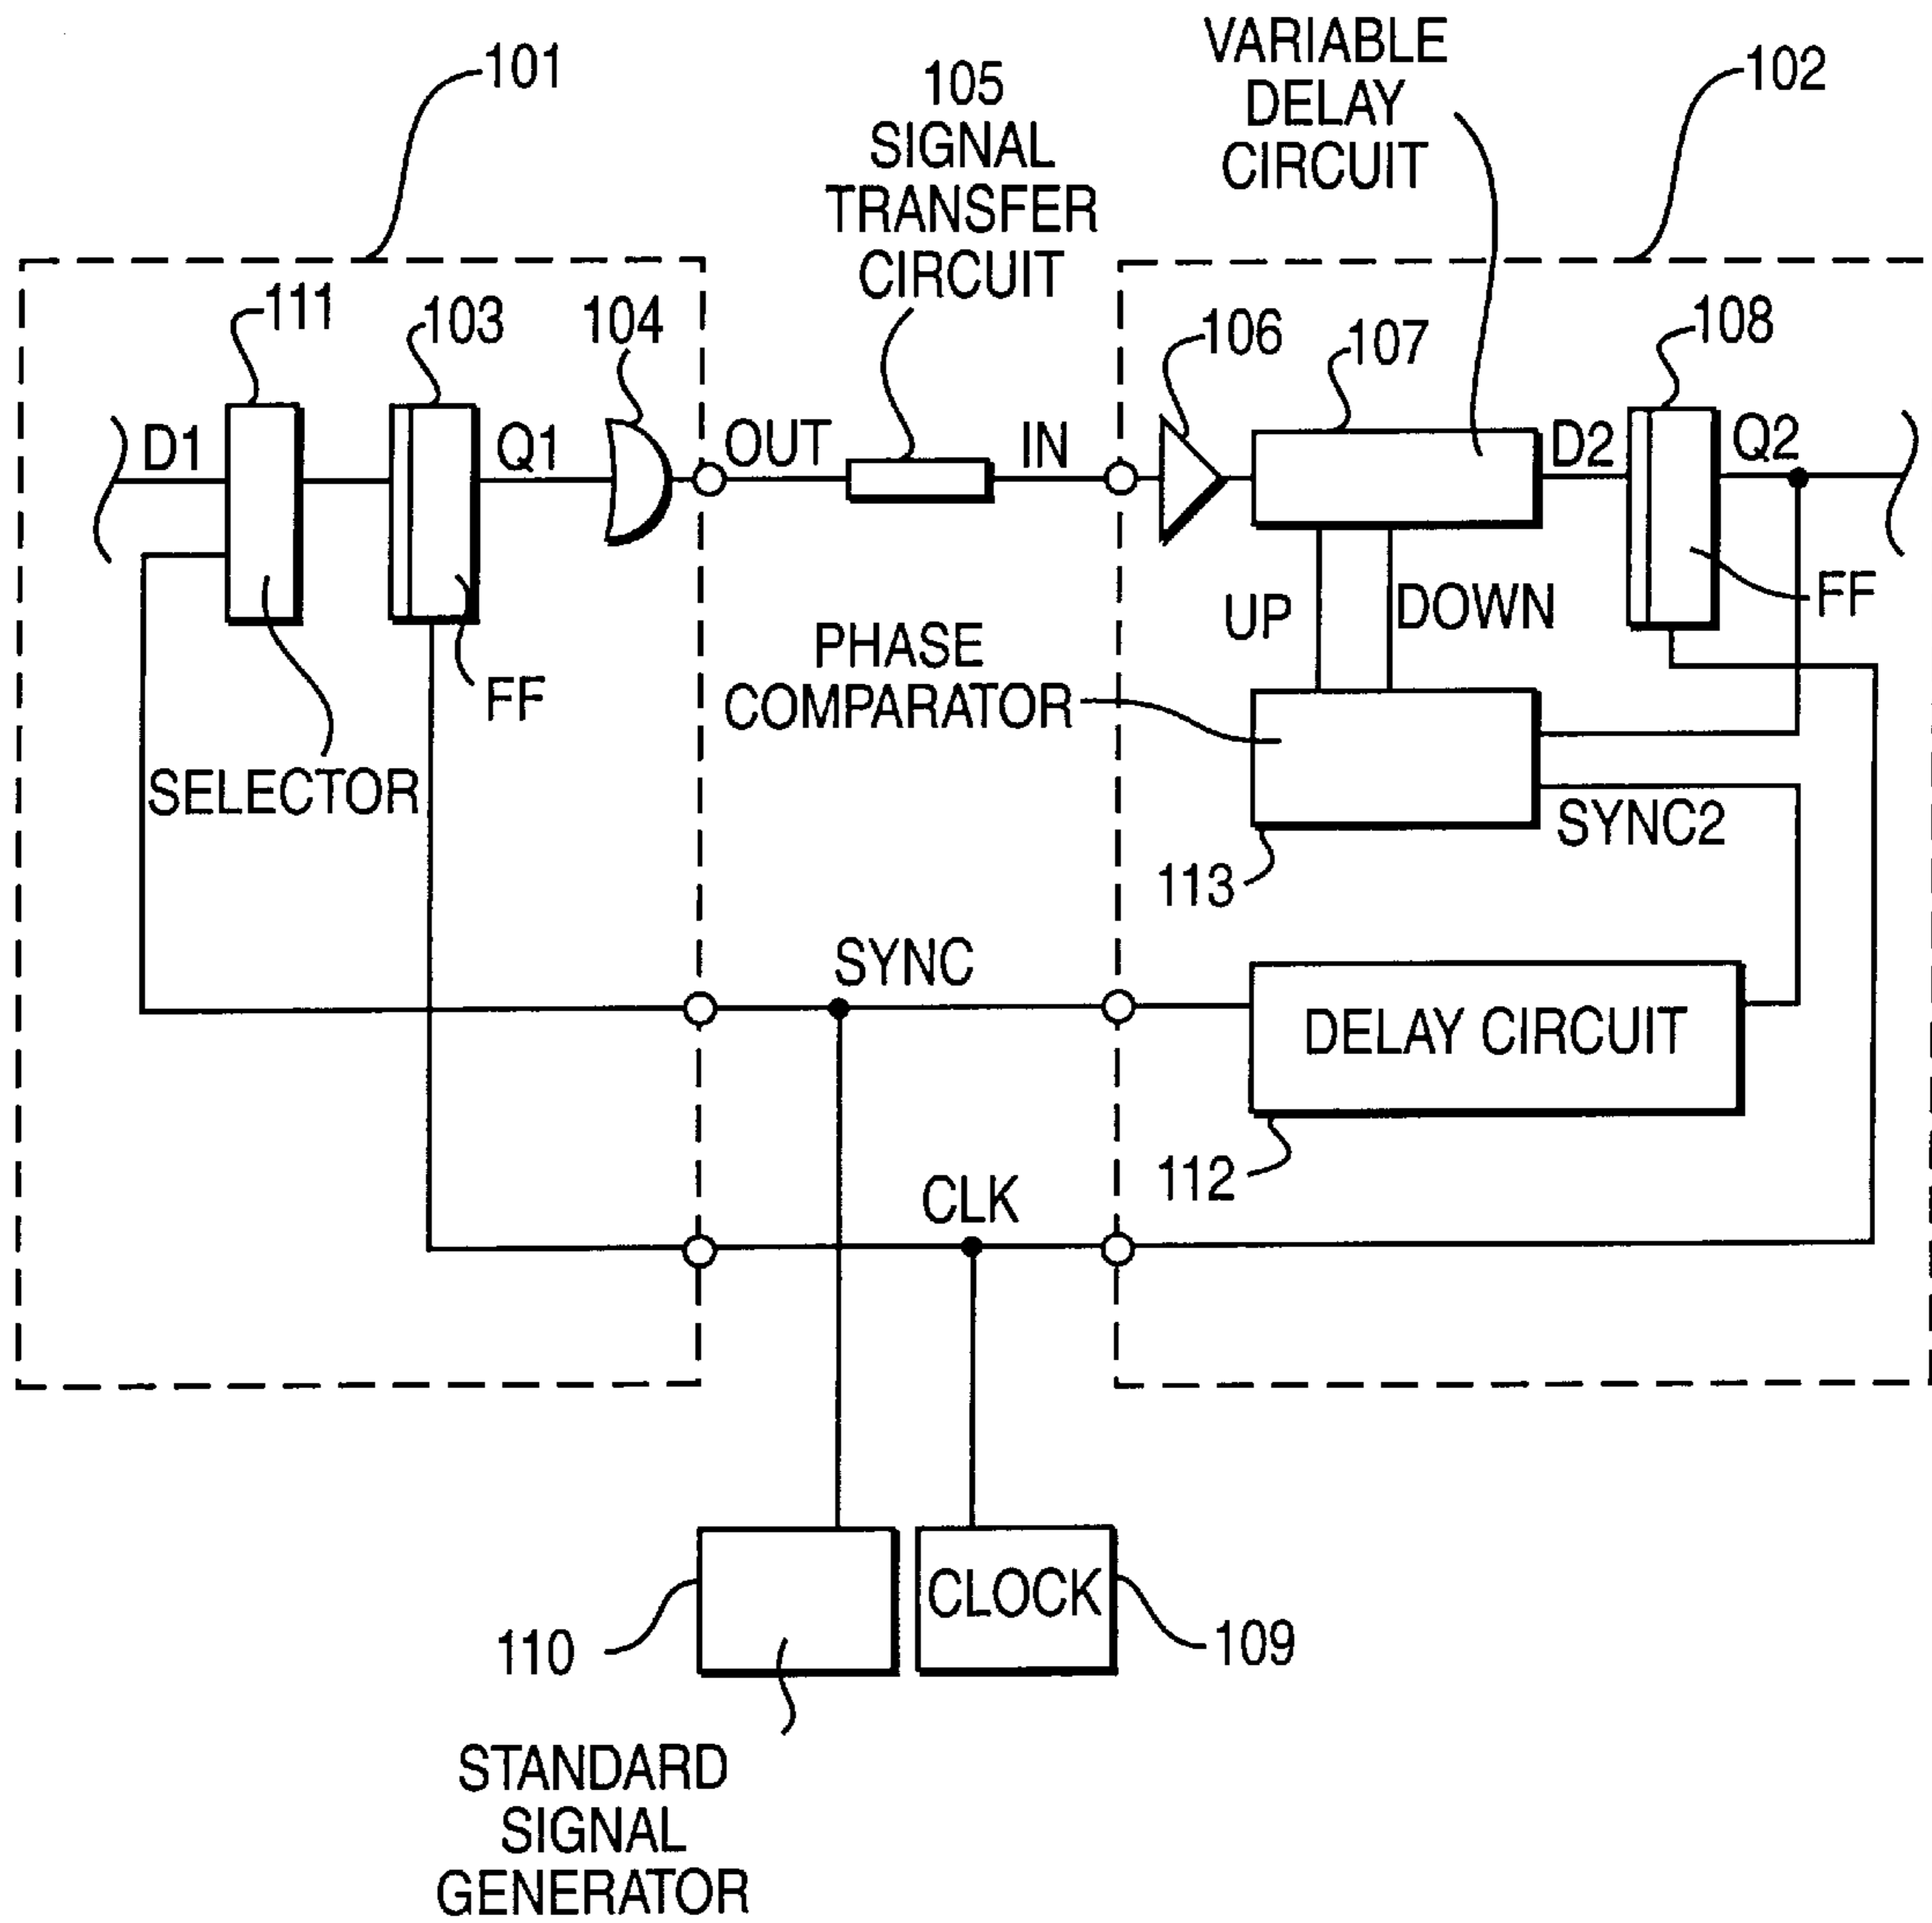 101
105
SIGNAL
TRANSFER
CIRCUIT
VARIABLE
DELAY
CIRCUIT
102
111
103
104
106
107
108
D1
Q1
OUT
IN
D2
Q2
FF
SELECTOR
PHASE
COMPARATOR
UP
DOWN
FF
SYNC2
113
SYNC
DELAY CIRCUIT
112
CLK
110
CLOCK
109
STANDARD
SIGNAL
GENERATOR